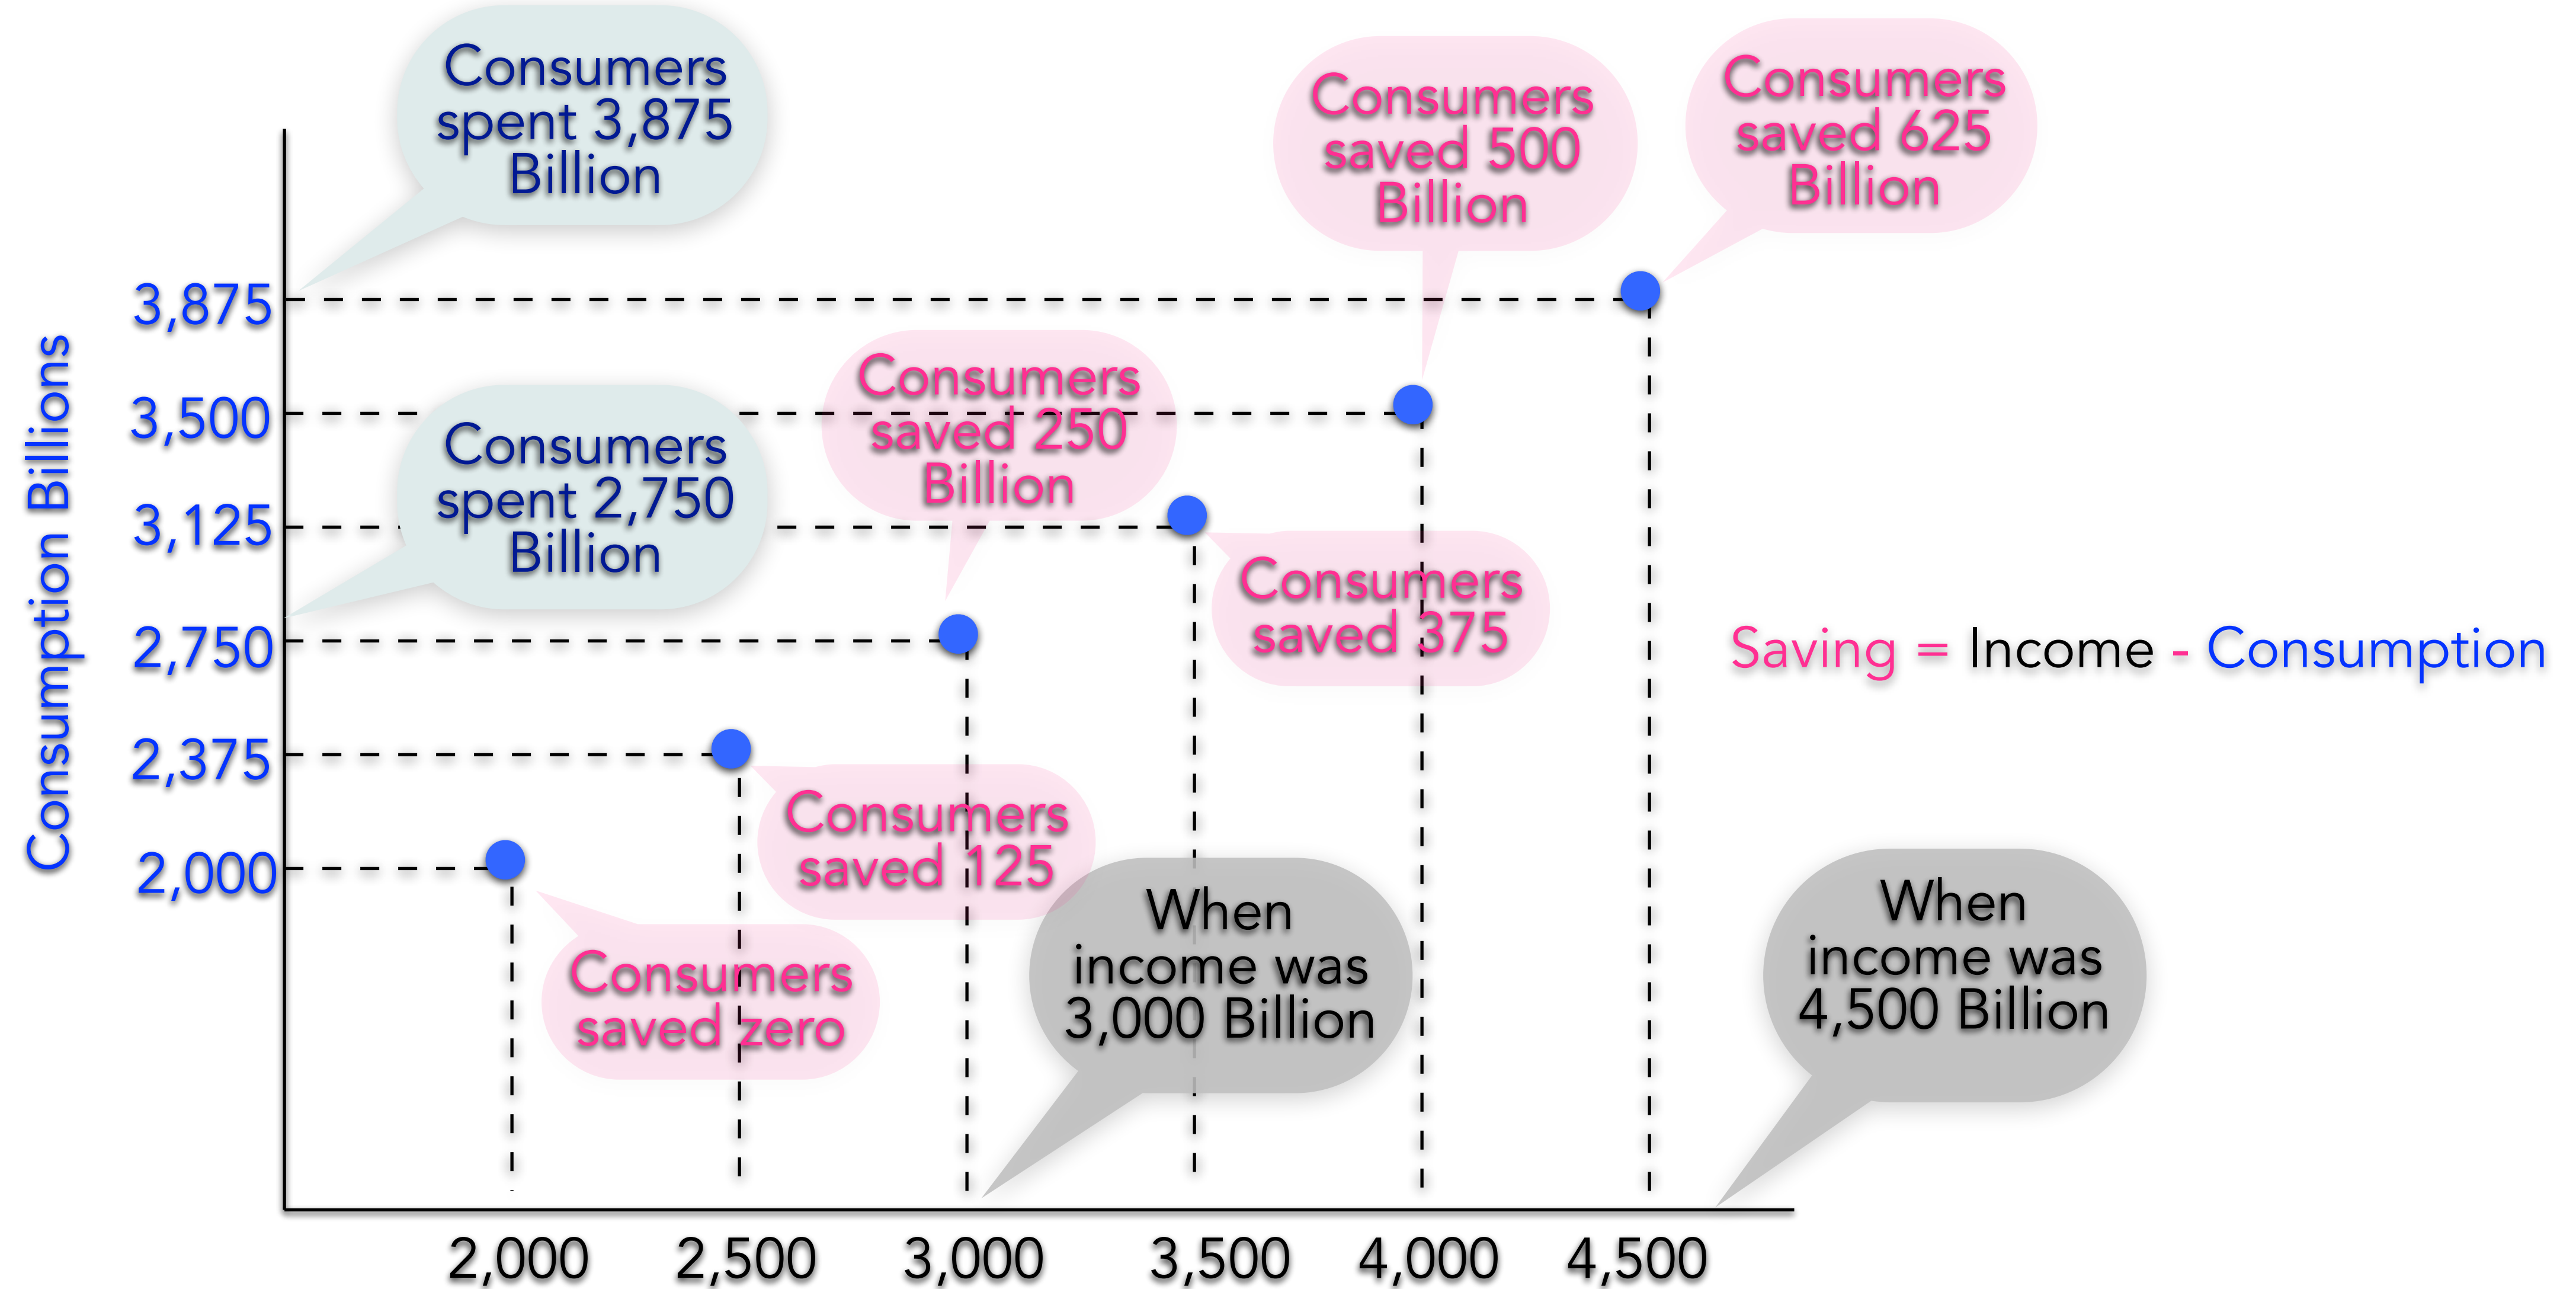 Consumers
spent 3,875
Billion
Consumers
saved 500
Billion
Consumers
saved 625
Billion
Consumption Billions
3,875
3,500
3,125
2,750
2,375
2,000
Consumers
spent 2,750
Billion
Consumers
saved 250
Billion
Consumers
saved 375
Saving = Income - Consumption
Consumers
saved 125
Consumers
saved zero
When
income was
3,000 Billion
When
income was
4,500 Billion
2,000
2,500
3,000
3,500
4,000
4,500